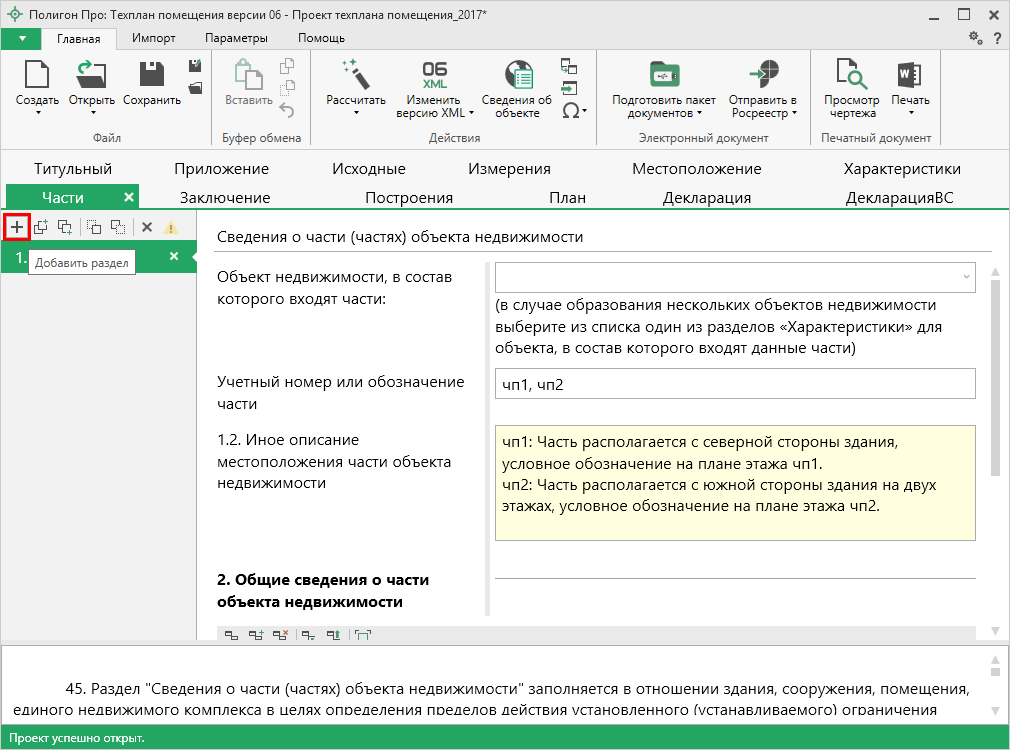 Полигон Про: Техплан помещения версии 06 - Проект техплана помещения_2017*
Главная Импорт Параметры Помощь
?
06
XML
Создать Открыть Сохранить Вставить Рассчитать Изменить версию XML Сведения об объекте Подготовить пакет документов Отправить в Росреестр Просмотр чертежа Печать
Файл Буфер обмена Действия Электронный документ Печатный документ
Титульный Приложение Исходные Измерения Местоположение Характеристики
Части Заключение Построения План Декларация ДекларацияВС
1.
Добавить раздел
Сведения о части (частях) объекта недвижимости
Объект недвижимости, в состав
которого входят части:
(в случае образования нескольких объектов недвижимости
выберите из списка один из разделов «Характеристики» для
объекта, в состав которого входят данные части)
Учетный номер или обозначение
части
чп1, чп2
1.2. Иное описание
местоположения части объекта
недвижимости
чп1: Часть располагается с северной стороны здания,
условное обозначение на плане этажа чп1.
чп2: Часть располагается с южной стороны здания на двух
этажах, условное обозначение на плане этажа чп2.
2. Общие сведения о части
объекта недвижимости
45. Раздел "Сведения о части (частях) объекта недвижимости" заполняется в отношении здания, сооружения, помещения,
единого недвижимого комплекса в целях определения пределов действия установленного (устанавливаемого) ограничения
Проект успешно открыт.